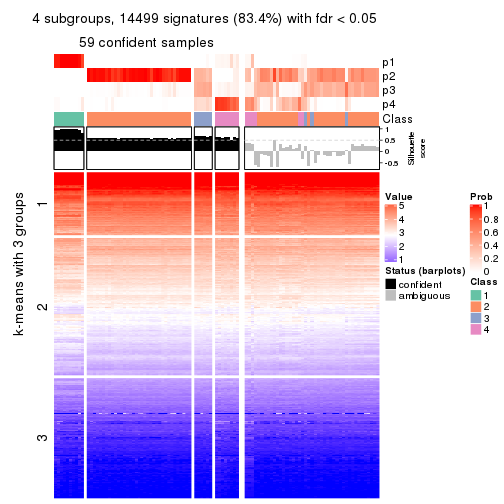 4 subgroups, 14499 signatures (83.4%) with fdr < 0.05
59 confident samples
p1
p2
p3
p4
Class
1
0.5
0
-0.5
Silhouette
score
k-means with 3 groups
1
2
3
Value
5
4
3
2
1
Status (barplots)
confident
ambiguous
Prob
1
0.8
0.6
0.4
0.2
0
Class
1
2
3
4